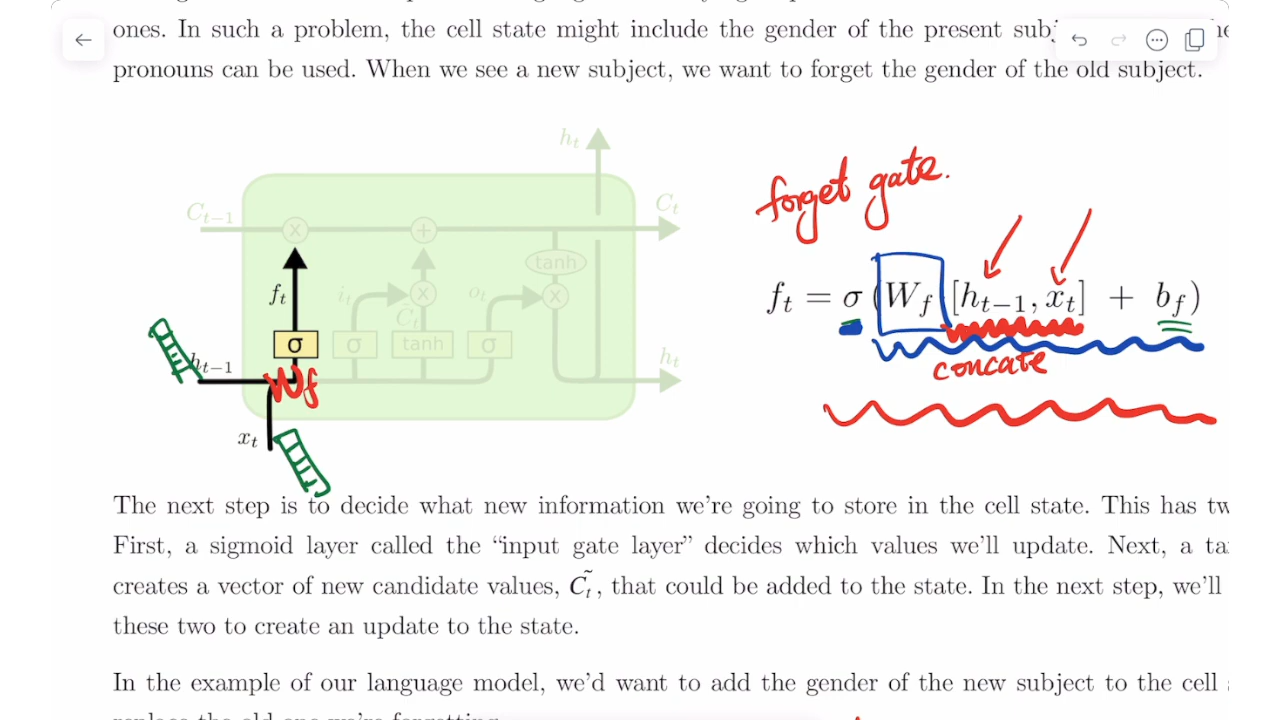 ones. In such a problem, the cell state might include the gender of the present
pronouns can be used. When we see a new subject, we want to forget the gender of the old subject.
h_t
C_{t-1}
C_t
forget gate.
tanh
f_t
i_t
C̃_t
o_t
f_t = σ (W_f [h_{t-1}, x_t] + b_f)
σ
σ
tanh
σ
h_{t-1}
W_f
h_t
concate
x_t
The next step is to decide what new information we're going to store in the cell state. This has
First, a sigmoid layer called the “input gate layer” decides which values we'll update. Next, a
creates a vector of new candidate values, C̃_t, that could be added to the state. In the next step, we'll
these two to create an update to the state.
In the example of our language model, we'd want to add the gender of the new subject to the cell